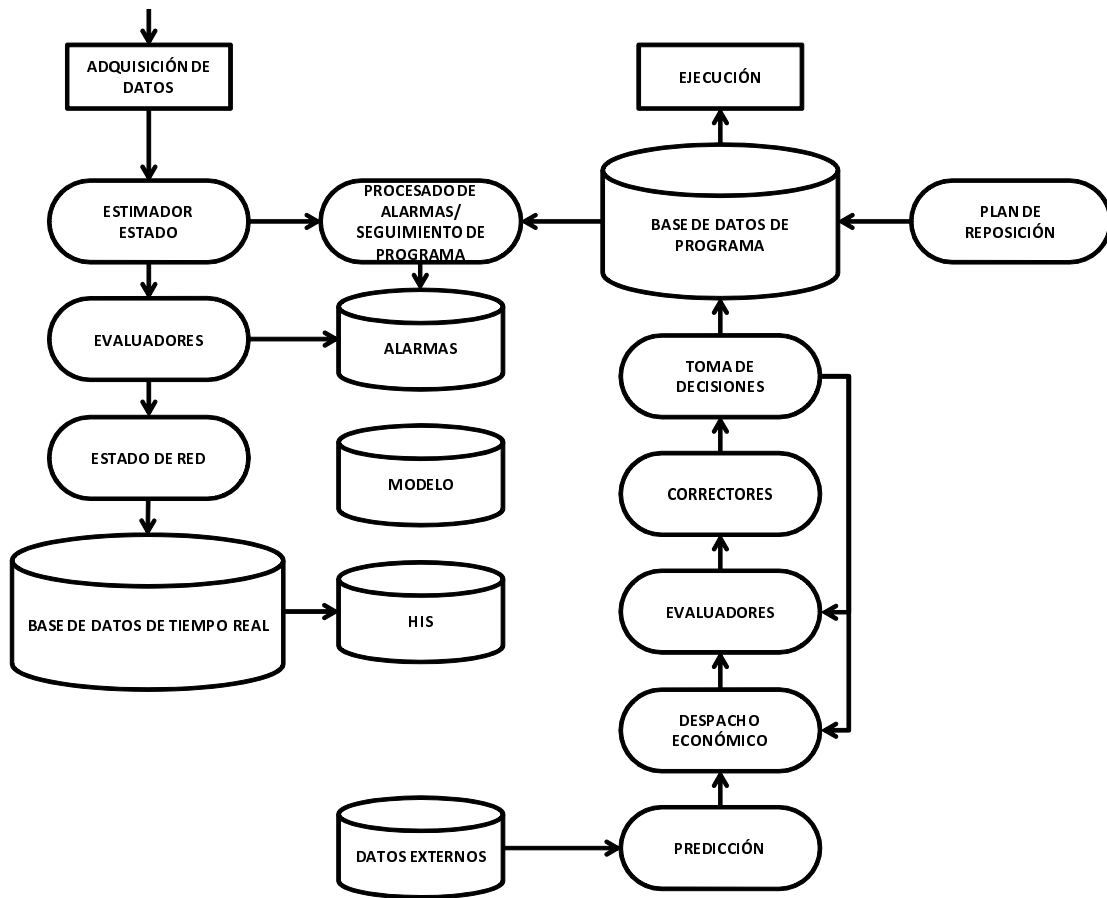 ADQUISICIÓN DE
DATOS
EJECUCIÓN
ESTIMADOR
ESTADO
PROCESADO DE
ALARMAS/
SEGUIMIENTO DE
PROGRAMA
BASE DE DATOS DE
PROGRAMA
PLAN DE
REPOSICIÓN
EVALUADORES
ALARMAS
TOMA DE
DECISIONES
ESTADO DE RED
MODELO
CORRECTORES
BASE DE DATOS DE TIEMPO REAL
HIS
EVALUADORES
DESPACHO
ECONÓMICO
DATOS EXTERNOS
PREDICCIÓN